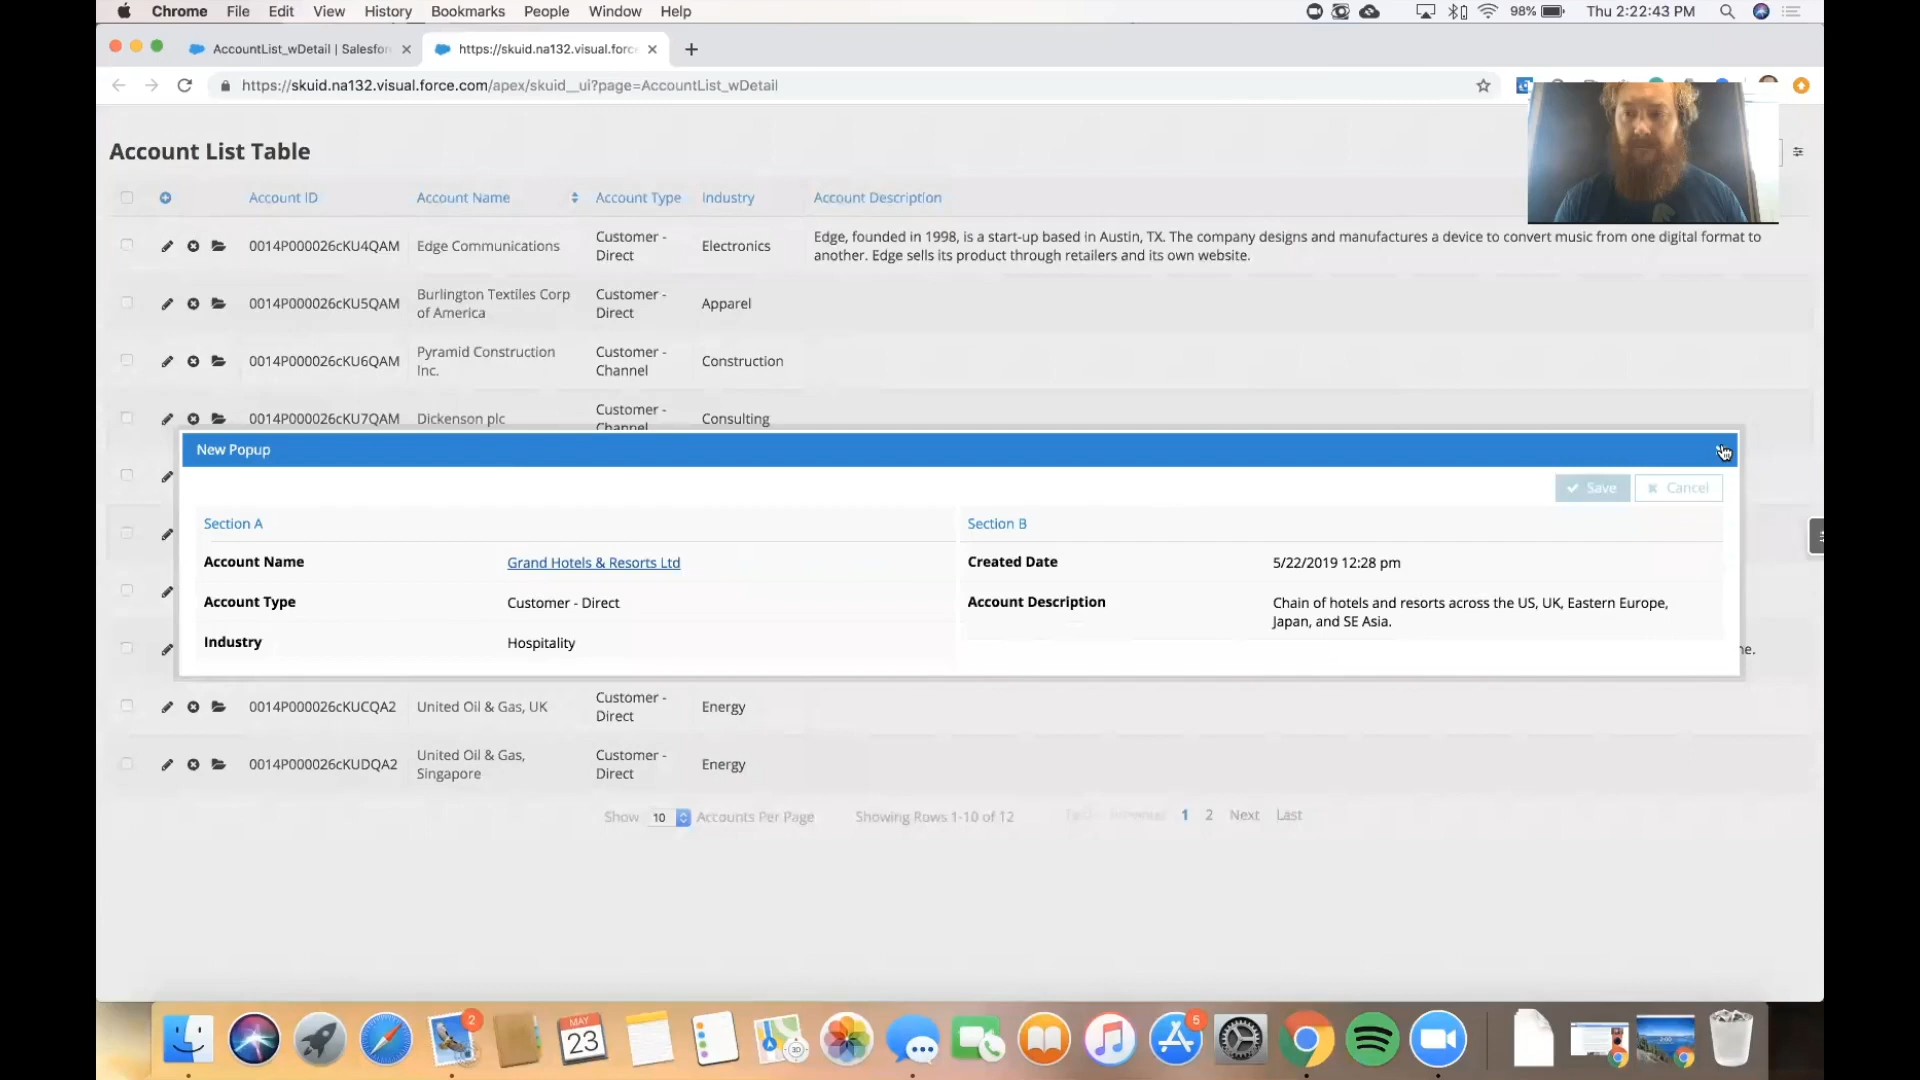 Chrome File Edit View History Bookmarks People Window Help 98% Thu 2:22:43 PM
AccountList_wDetail | Salesfor https://skuid.na132.visual.forc
https://skuid.na132.visual.force.com/apex/skuid__ui?page=AccountList_wDetail
Account List Table
Account ID Account Name Account Type Industry Account Description
0014P000026cKU4QAM Edge Communications Customer - Direct Electronics Edge, founded in 1998, is a start-up based in Austin, TX. The company designs and manufactures a device to convert music from one digital format to
another. Edge sells its product through retailers and its own website.
0014P000026cKU5QAM Burlington Textiles Corp of America Customer - Direct Apparel
0014P000026cKU6QAM Pyramid Construction Inc. Customer - Channel Construction
0014P000026cKU7QAM Dickenson plc Customer - Channel Consulting
New Popup
Save Cancel
Section A Section B
Account Name Grand Hotels & Resorts Ltd Created Date 5/22/2019 12:28 pm
Account Type Customer - Direct Account Description Chain of hotels and resorts across the US, UK, Eastern Europe,
Japan, and SE Asia.
Industry Hospitality
ne.
0014P000026cKUCQA2 United Oil & Gas, UK Customer - Direct Energy
0014P000026cKUDQA2 United Oil & Gas, Singapore Customer - Direct Energy
Show 10 Accounts Per Page Showing Rows 1-10 of 12 1 2 Next Last
2 MAY 23 3D 5